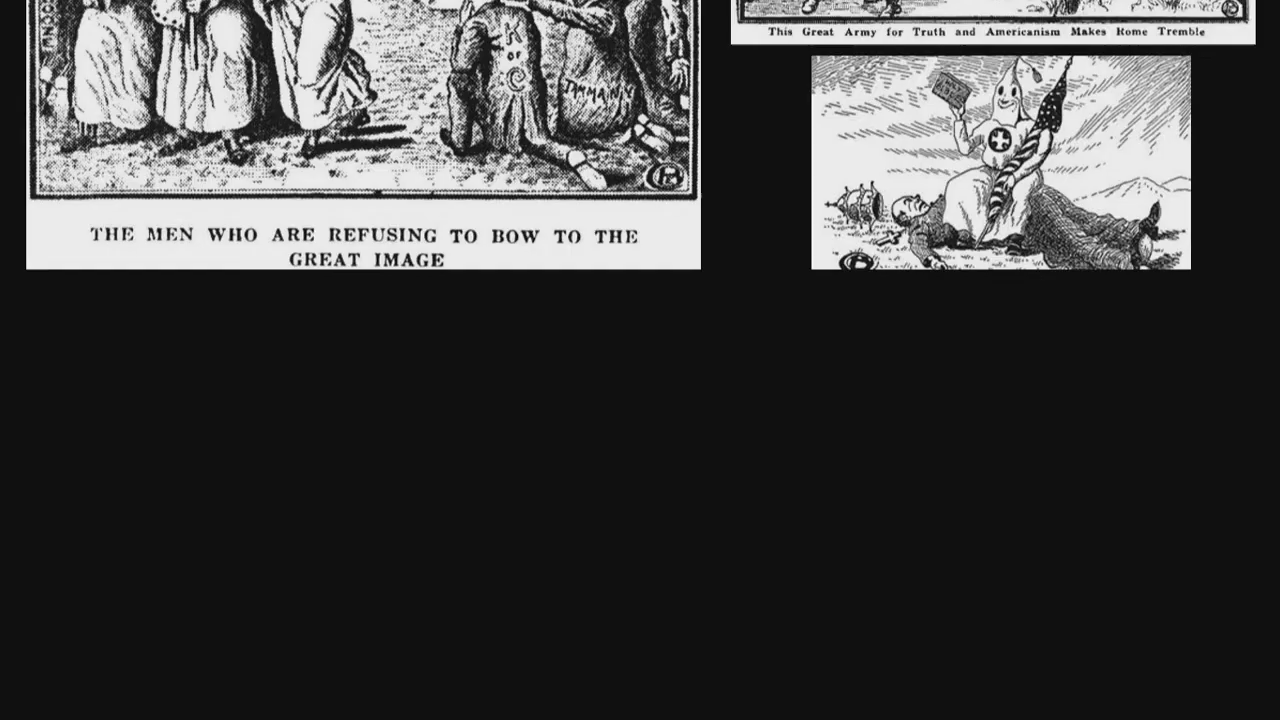 THE MEN WHO ARE REFUSING TO BOW TO THE
GREAT IMAGE
K
of
C
TAMMANY
This Great Army for Truth and Americanism Makes Rome Tremble